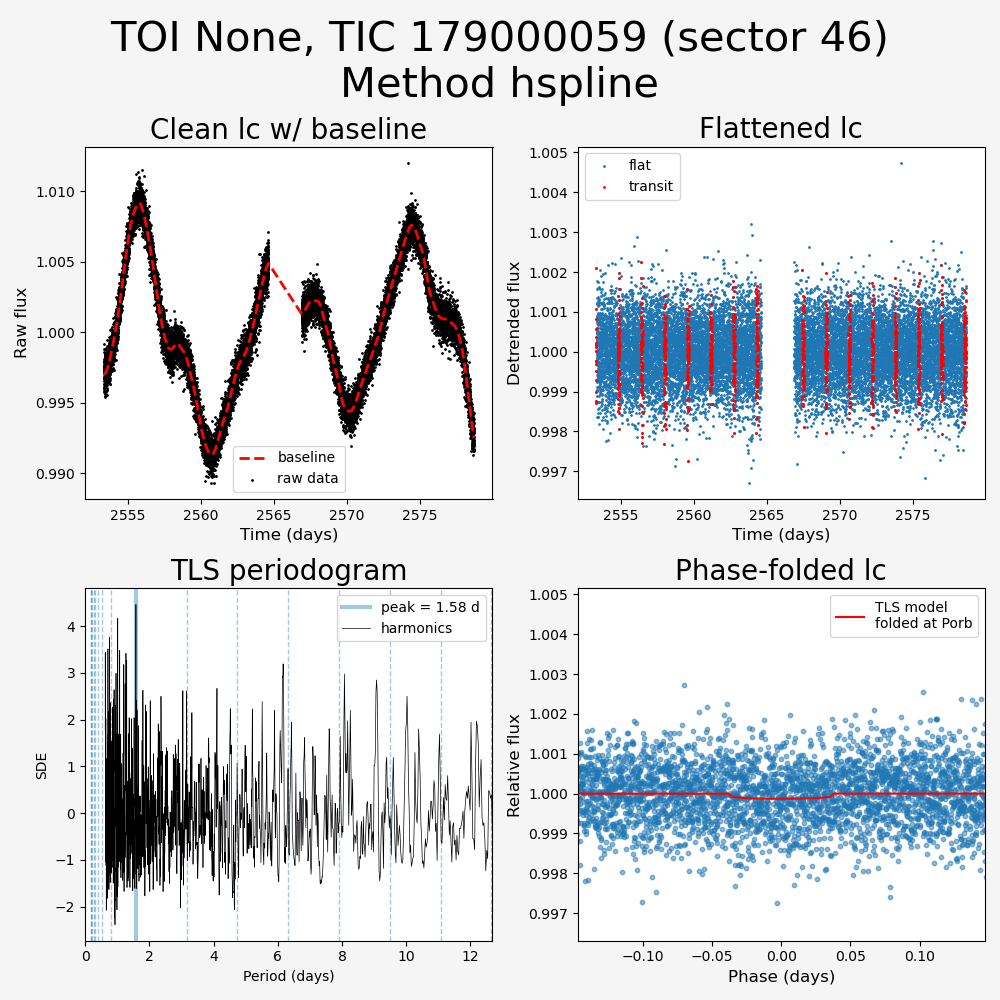 TOI None, TIC 179000059 (sector 46)
Method hspline
Clean lc w/ baseline
Raw flux
1.010
1.005
1.000
0.995
0.990
baseline
raw data
2555
2560
2565
2570
2575
Time (days)
Flattened lc
Detrended flux
1.005
1.004
1.003
1.002
1.001
1.000
0.999
0.998
0.997
flat
transit
2555
2560
2565
2570
2575
Time (days)
TLS periodogram
SDE
4
3
2
1
0
−1
−2
peak = 1.58 d
harmonics
0
2
4
6
8
10
12
Period (days)
Phase-folded lc
Relative flux
1.005
1.004
1.003
1.002
1.001
1.000
0.999
0.998
0.997
TLS model
folded at Porb
−0.10
−0.05
0.00
0.05
0.10
Phase (days)